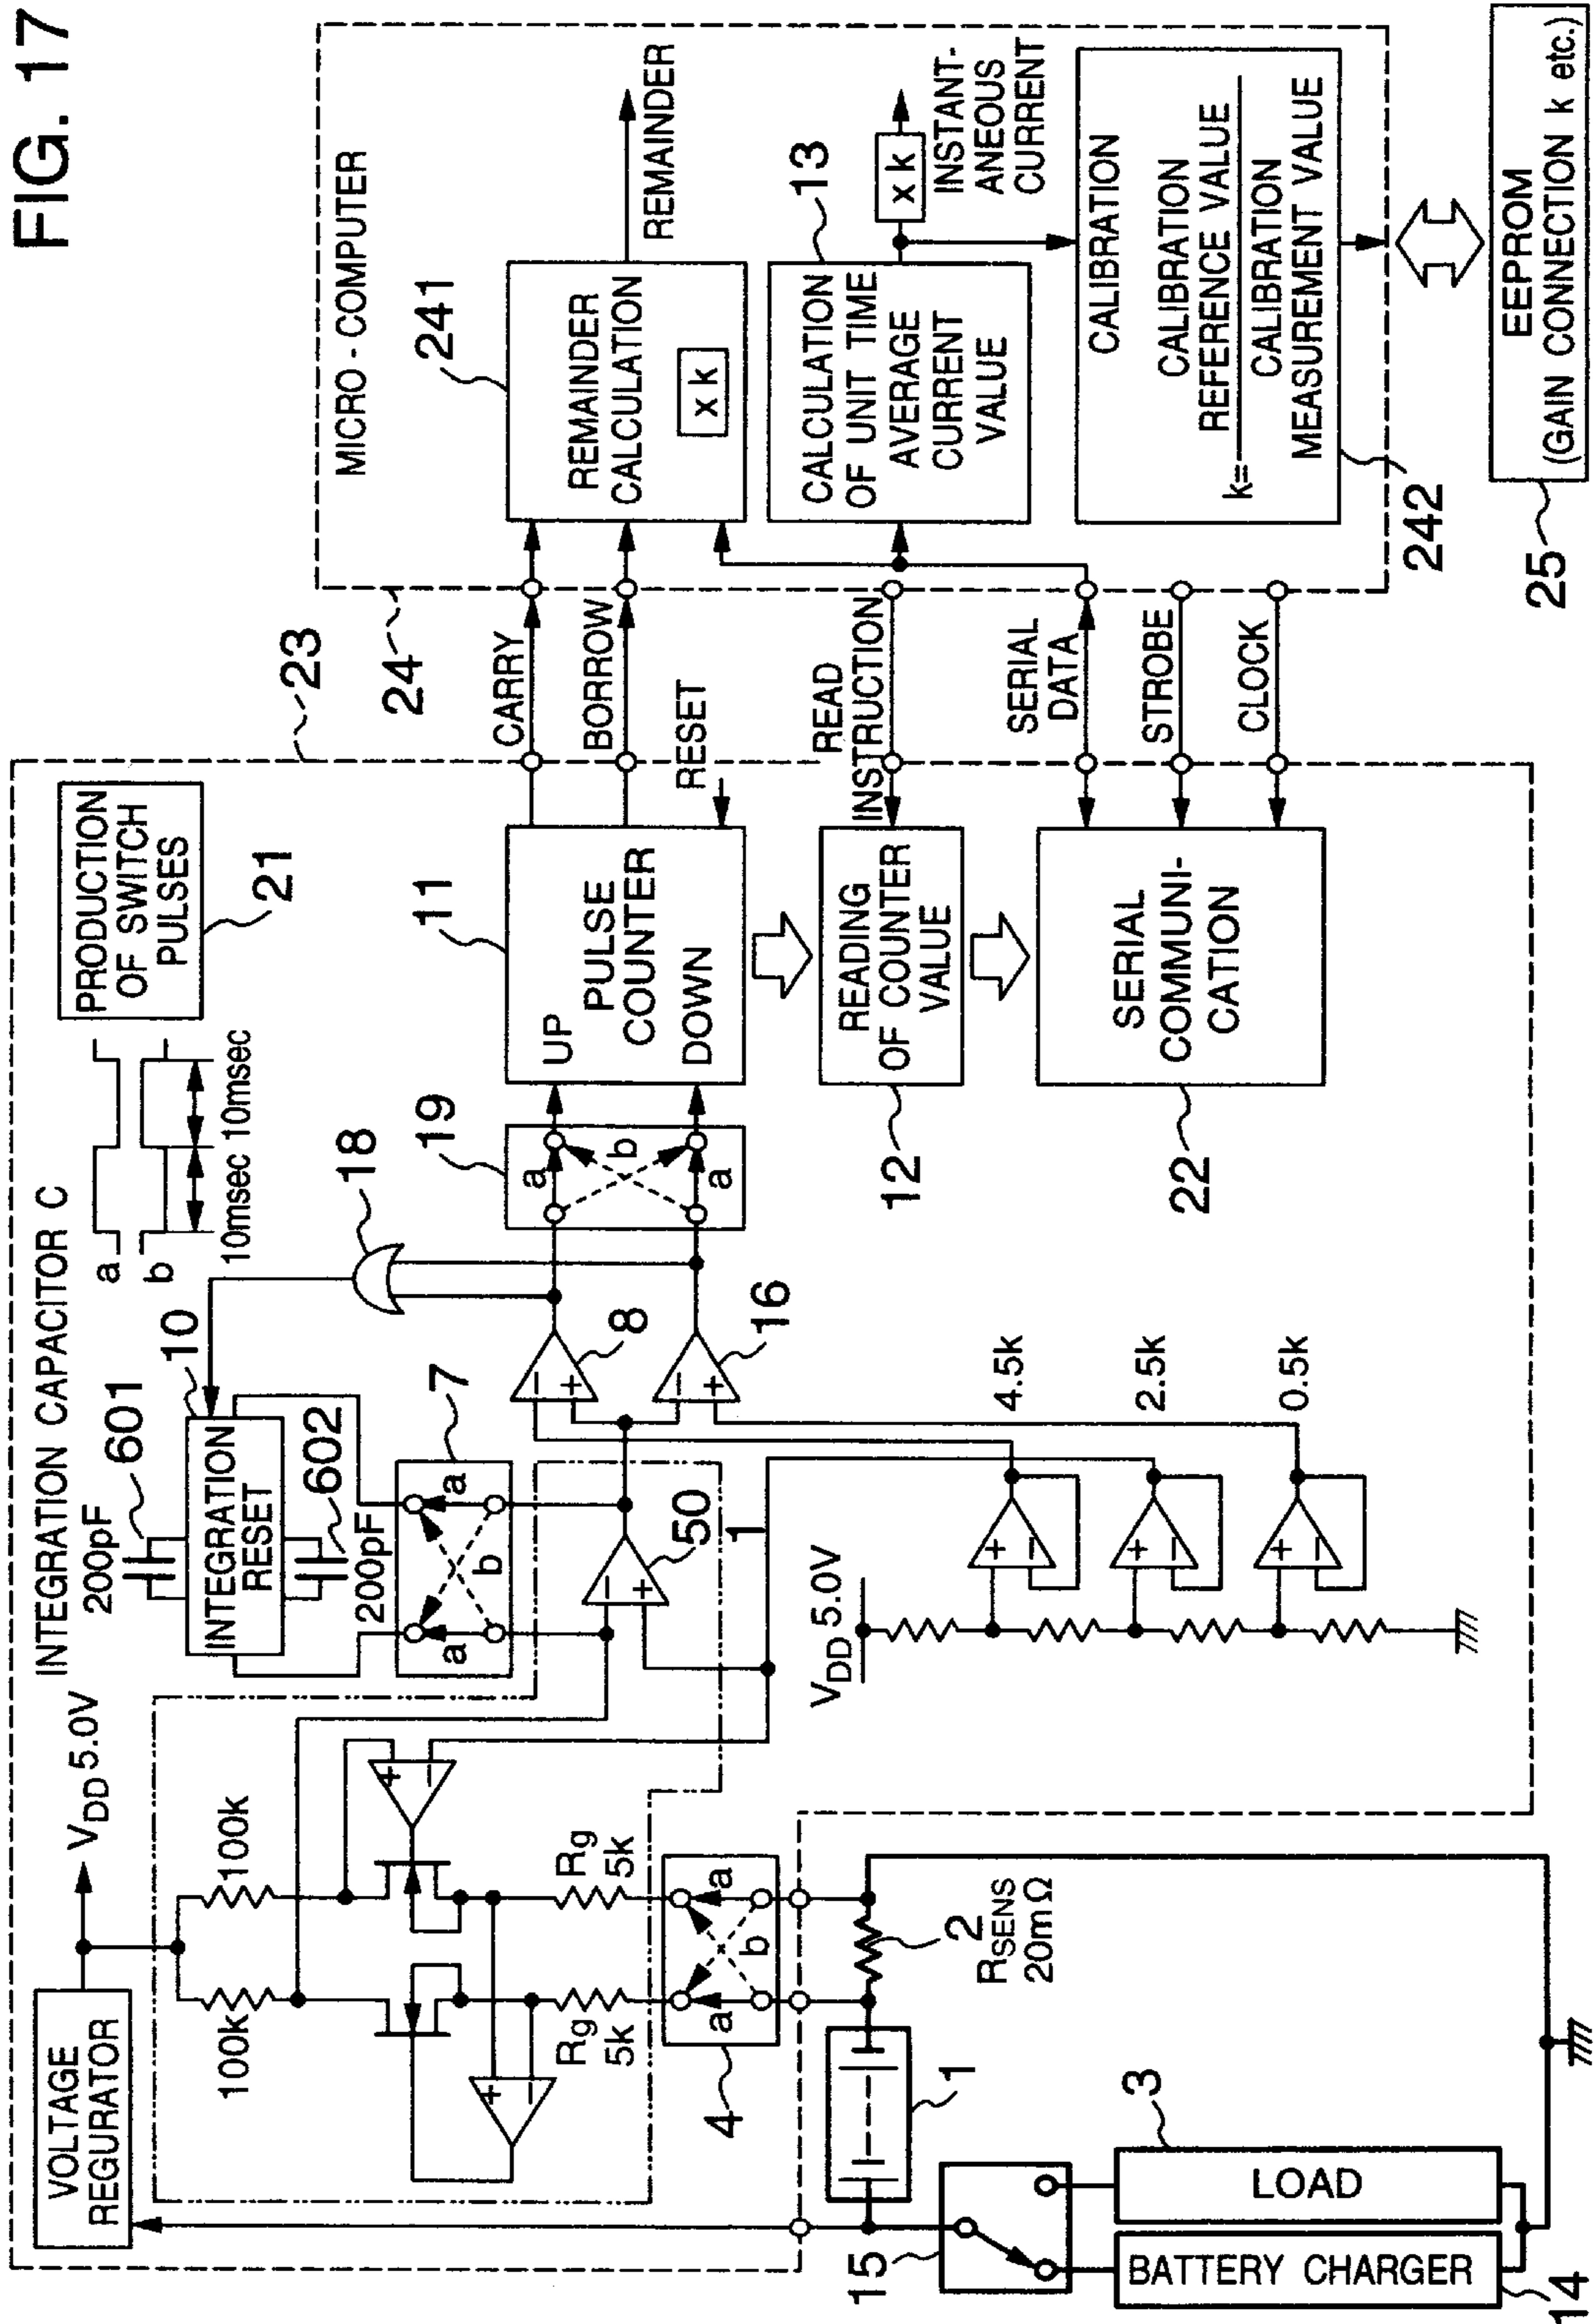 FIG. 17
VOLTAGE
REGURATOR
VDD 5.0V
INTEGRATION CAPACITOR C
200pF
601
10
INTEGRATION
RESET
602
200pF
a
b
10msec
10msec
PRODUCTION
OF SWITCH
PULSES
21
23
100k
100k
7
a
a
b
18
19
a
b
a
11
UP
PULSE
COUNTER
DOWN
CARRY
BORROW
RESET
24
MICRO - COMPUTER
241
REMAINDER
CALCULATION
x k
REMAINDER
+
−
+
−
−
+
50
1
−
+
8
−
+
16
Rg
5k
Rg
5k
4
a
b
a
VDD 5.0V
+
−
4.5k
+
−
2.5k
+
−
0.5k
12
READING
OF COUNTER
VALUE
READ
INSTRUCTION
13
CALCULATION
OF UNIT TIME
AVERAGE
CURRENT
VALUE
x k
INSTANT-
ANEOUS
CURRENT
22
SERIAL
COMMUNI-
CATION
SERIAL
DATA
STROBE
CLOCK
CALIBRATION
k=
CALIBRATION
REFERENCE VALUE
CALIBRATION
MEASUREMENT VALUE
242
25
EEPROM
(GAIN CONNECTION k etc.)
1
2
RSENS
20mΩ
15
3
LOAD
BATTERY CHARGER
14